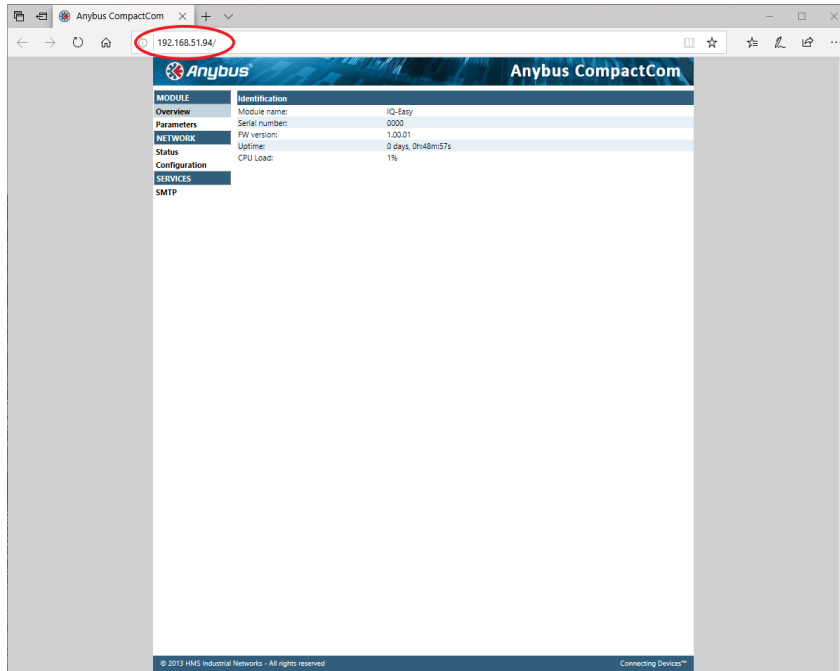 Anybus CompactCom
192.168.51.94/
Anybus® Anybus CompactCom
MODULE
Overview
Parameters
NETWORK
Status
Configuration
SERVICES
SMTP
Identification
Module name: IQ-Easy
Serial number: 0000
FW version: 1.00.01
Uptime: 0 days, 0h:48m:57s
CPU Load: 1%
© 2013 HMS Industrial Networks - All rights reserved Connecting Devices™